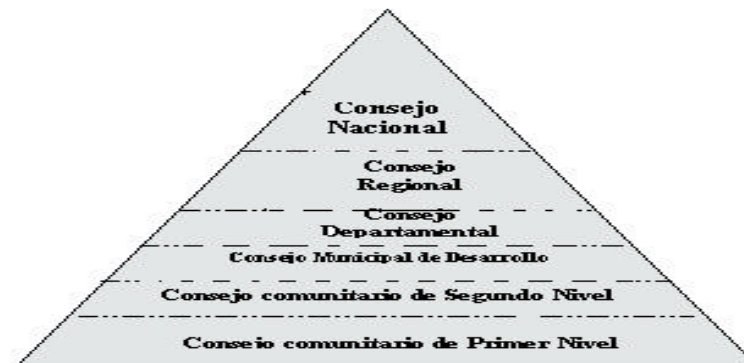 Consejo
Nacional
Consejo
Regional
Consejo
Departamental
Consejo Municipal de Desarrollo
Consejo comunitario de Segundo Nivel
Consejo comunitario de Primer Nivel